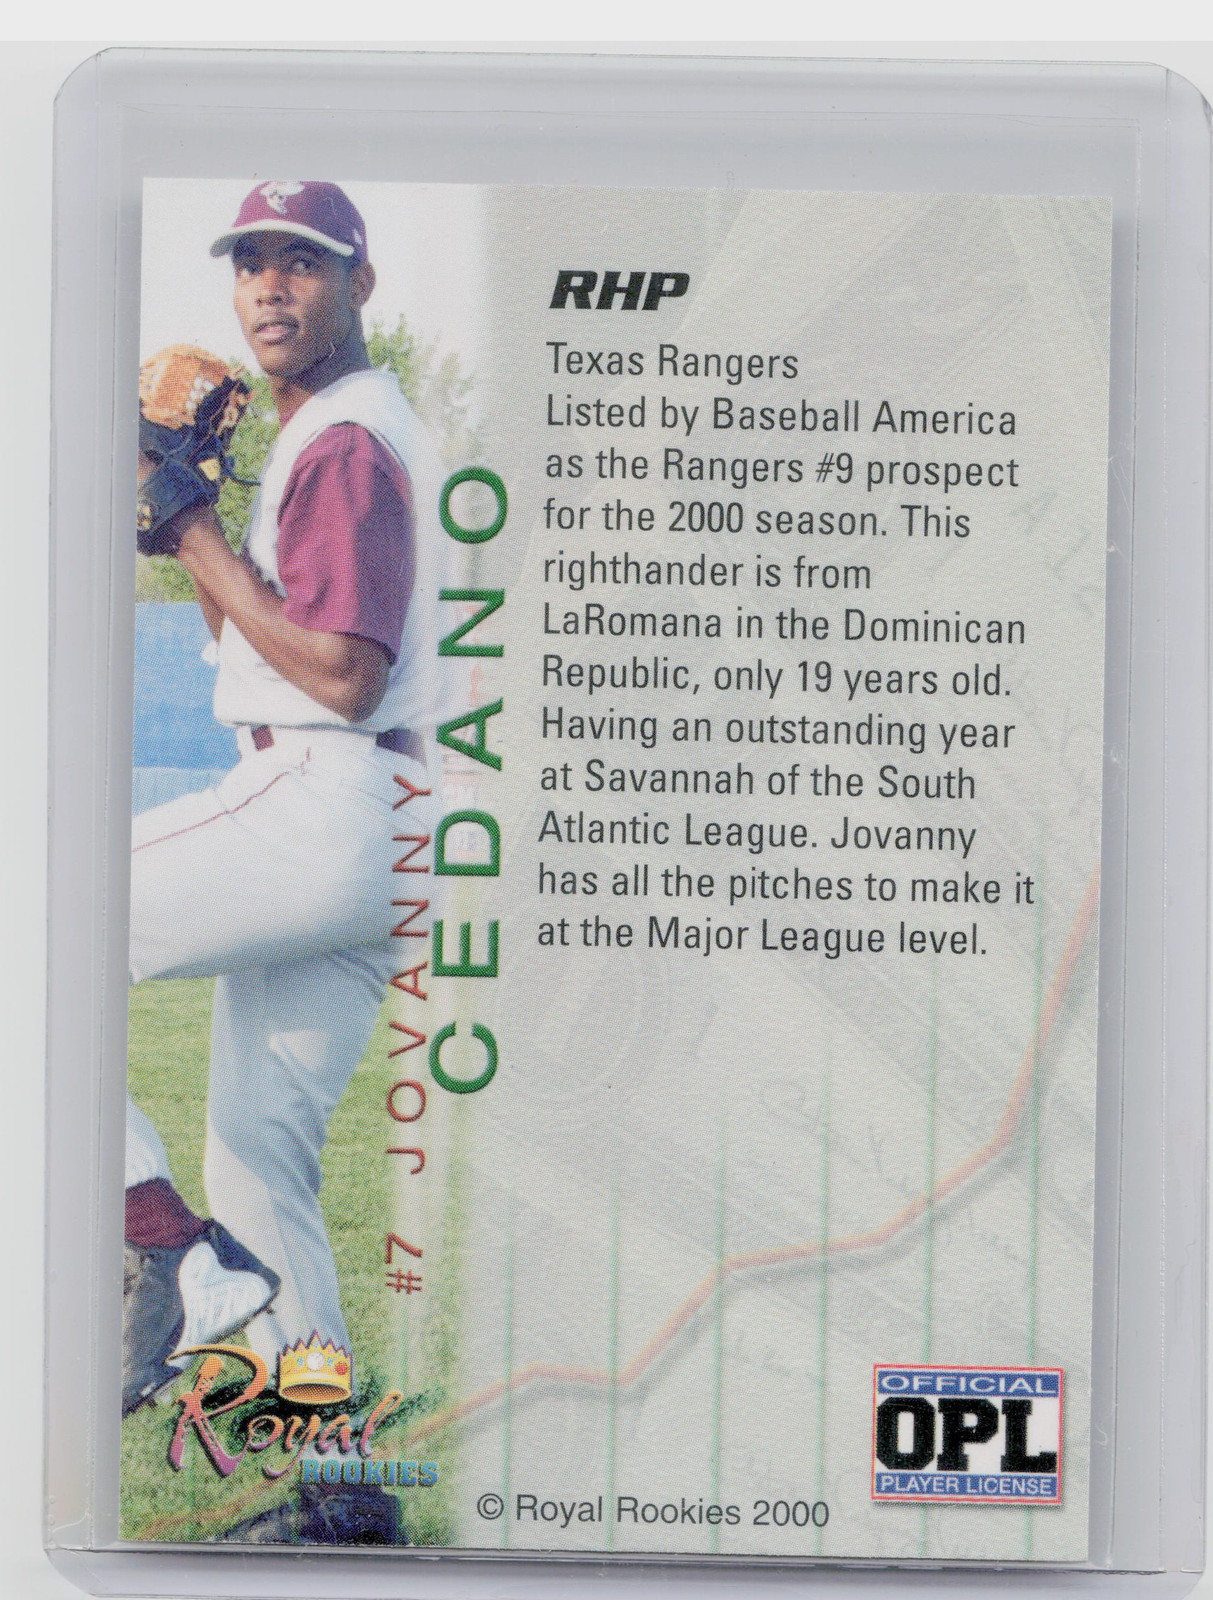 RHP
Texas Rangers
Listed by Baseball America
as the Rangers #9 prospect
for the 2000 season. This
righthander is from
LaRomana in the Dominican
Republic, only 19 years old.
Having an outstanding year
at Savannah of the South
Atlantic League. Jovanny
has all the pitches to make it
at the Major League level.
#7 JOVANNY
CEDANO
Royal
ROOKIES
© Royal Rookies 2000
OFFICIAL
OPL
PLAYER LICENSE